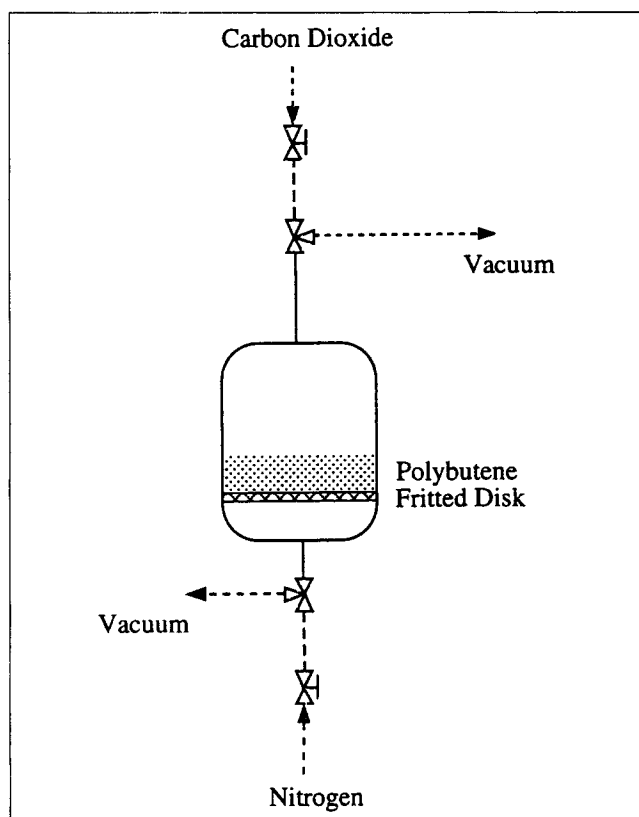 Carbon Dioxide
Vacuum
Polybutene
Fritted Disk
Vacuum
Nitrogen